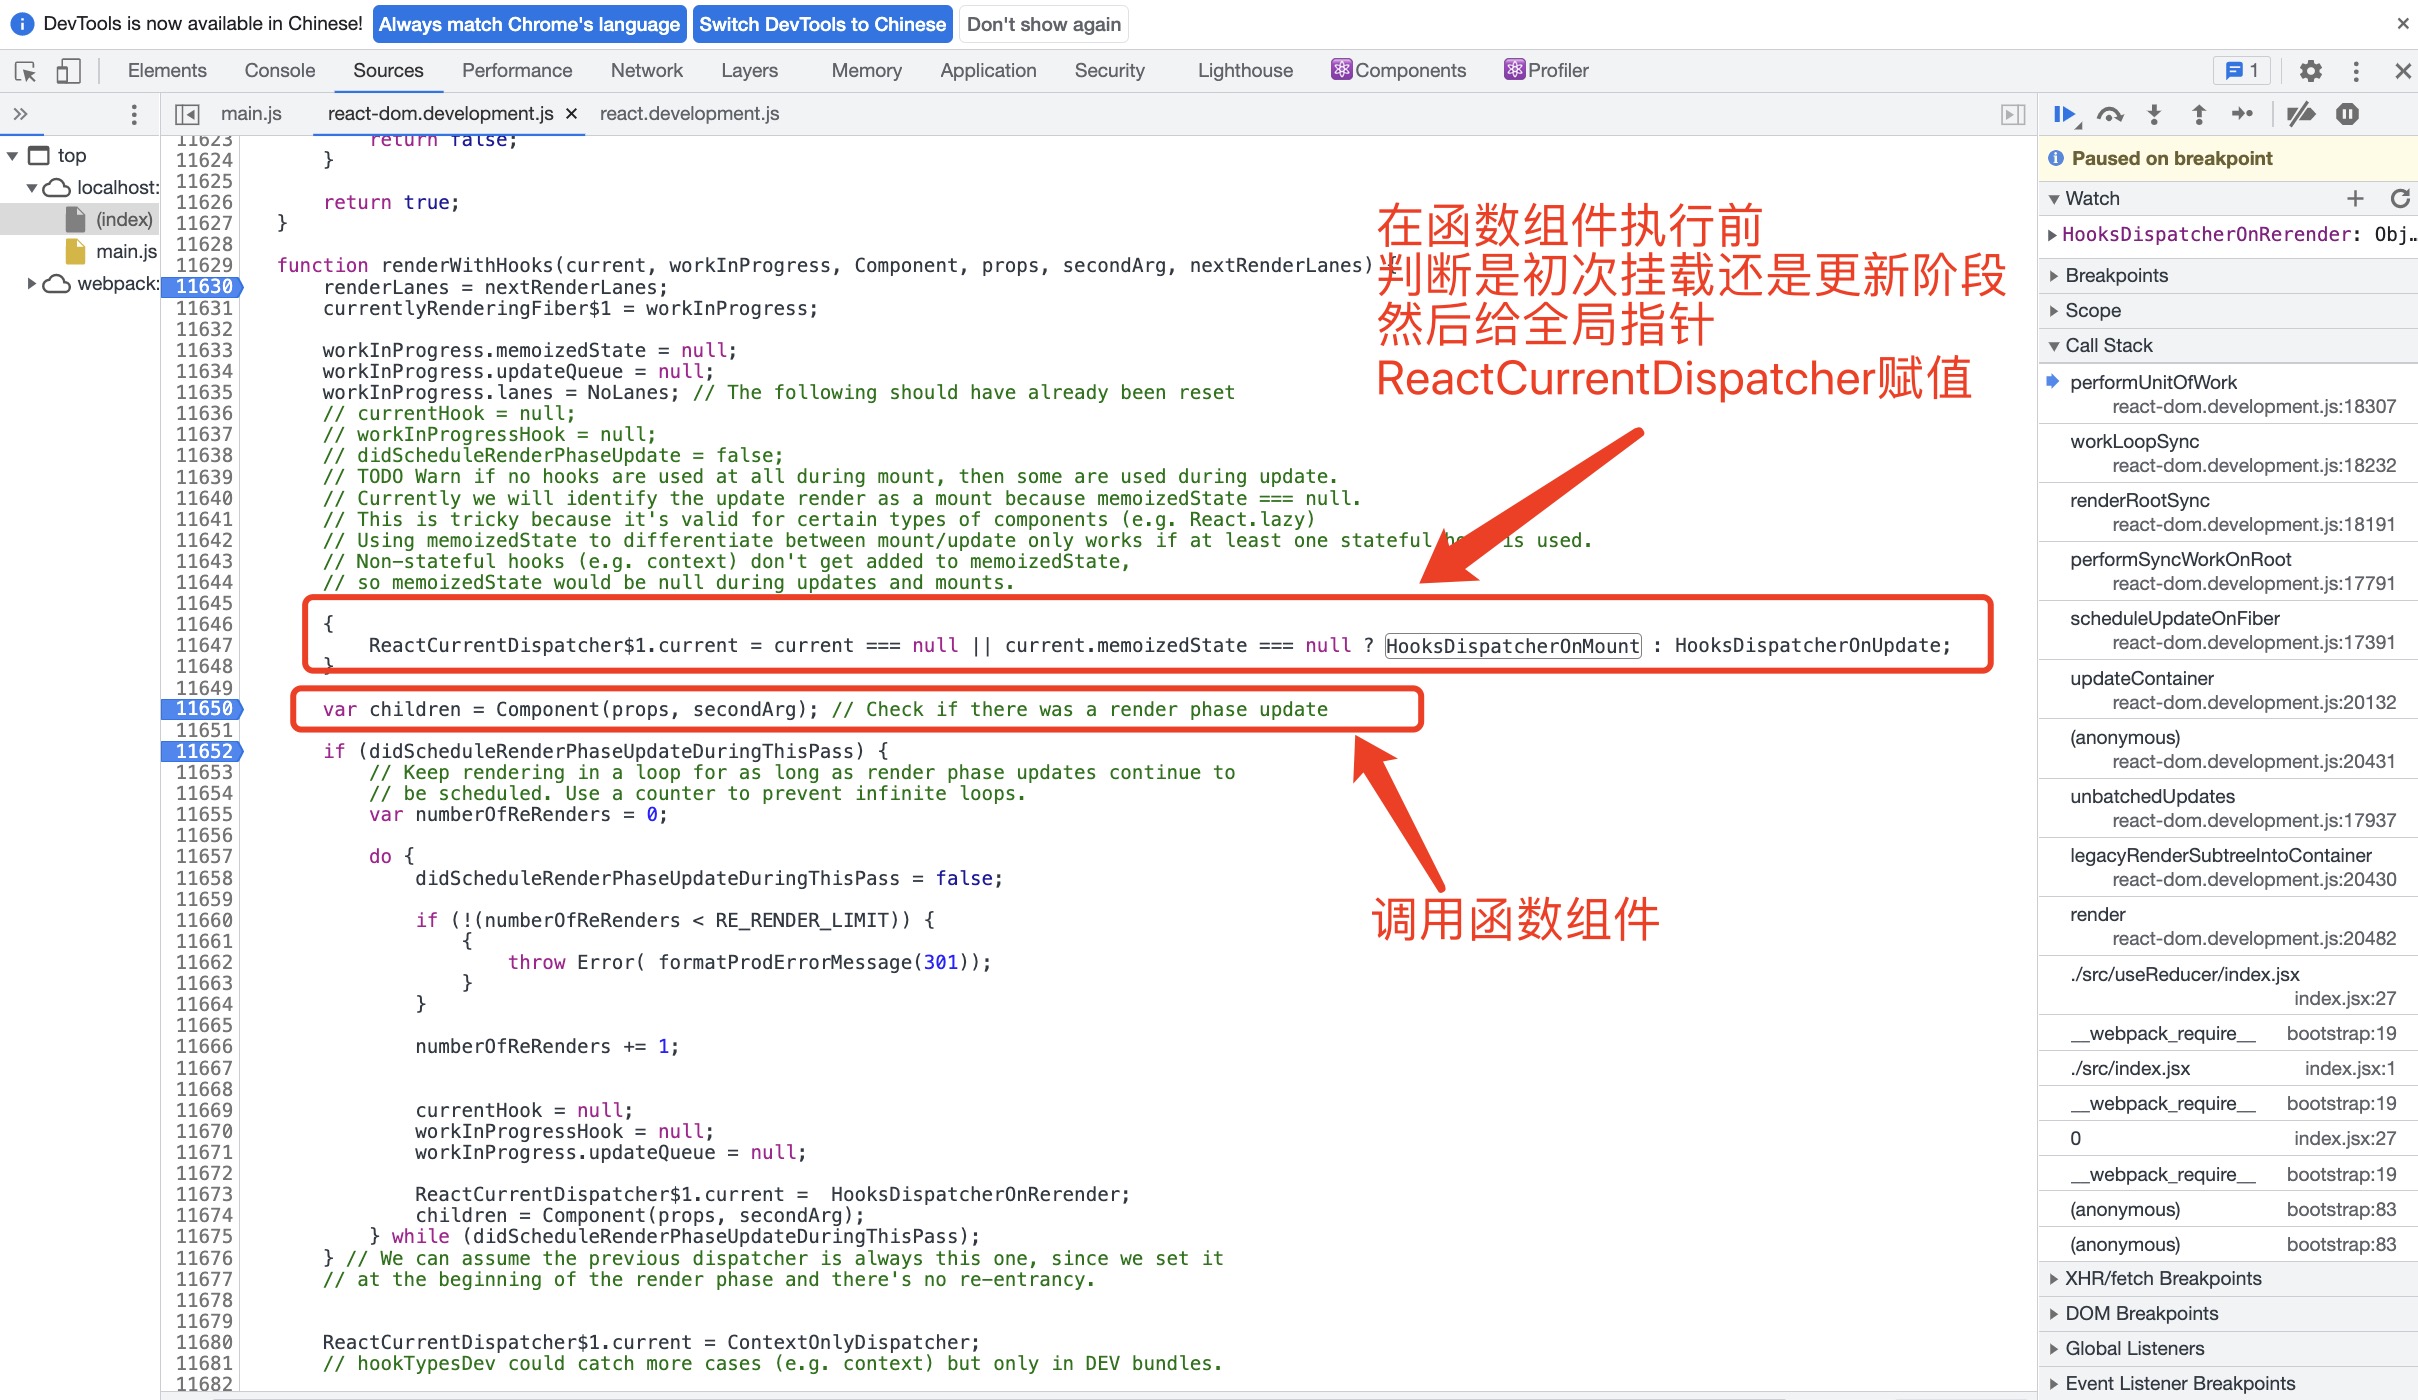 DevTools is now available in Chinese! Always match Chrome's language Switch DevTools to Chinese Don't show again
Elements Console Sources Performance Network Layers Memory Application Security Lighthouse Components Profiler 1
main.js react-dom.development.js react.development.js
top
localhost:
(index)
main.js
webpack:
11623 return false;
11624 }
11625
11626 return true;
11627 }
11628
11629 function renderWithHooks(current, workInProgress, Component, props, secondArg, nextRenderLanes) {
11630 renderLanes = nextRenderLanes;
11631 currentlyRenderingFiber$1 = workInProgress;
11632
11633 workInProgress.memoizedState = null;
11634 workInProgress.updateQueue = null;
11635 workInProgress.lanes = NoLanes; // The following should have already been reset
11636 // currentHook = null;
11637 // workInProgressHook = null;
11638 // didScheduleRenderPhaseUpdate = false;
11639 // TODO Warn if no hooks are used at all during mount, then some are used during update.
11640 // Currently we will identify the update render as a mount because memoizedState === null.
11641 // This is tricky because it's valid for certain types of components (e.g. React.lazy)
11642 // Using memoizedState to differentiate between mount/update only works if at least one stateful is used.
11643 // Non-stateful hooks (e.g. context) don't get added to memoizedState,
11644 // so memoizedState would be null during updates and mounts.
11645
11646 {
11647 ReactCurrentDispatcher$1.current = current === null || current.memoizedState === null ? HooksDispatcherOnMount : HooksDispatcherOnUpdate;
11648 }
11649
11650 var children = Component(props, secondArg); // Check if there was a render phase update
11651
11652 if (didScheduleRenderPhaseUpdateDuringThisPass) {
11653 // Keep rendering in a loop for as long as render phase updates continue to
11654 // be scheduled. Use a counter to prevent infinite loops.
11655 var numberOfReRenders = 0;
11656
11657 do {
11658 didScheduleRenderPhaseUpdateDuringThisPass = false;
11659
11660 if (!(numberOfReRenders < RE_RENDER_LIMIT)) {
11661 {
11662 throw Error( formatProdErrorMessage(301));
11663 }
11664 }
11665
11666 numberOfReRenders += 1;
11667
11668
11669 currentHook = null;
11670 workInProgressHook = null;
11671 workInProgress.updateQueue = null;
11672
11673 ReactCurrentDispatcher$1.current = HooksDispatcherOnRerender;
11674 children = Component(props, secondArg);
11675 } while (didScheduleRenderPhaseUpdateDuringThisPass);
11676 } // We can assume the previous dispatcher is always this one, since we set it
11677 // at the beginning of the render phase and there's no re-entrancy.
11678
11679
11680 ReactCurrentDispatcher$1.current = ContextOnlyDispatcher;
11681 // hookTypesDev could catch more cases (e.g. context) but only in DEV bundles.
11682
在函数组件执行前
判断是初次挂载还是更新阶段
然后给全局指针
ReactCurrentDispatcher赋值
调用函数组件
Paused on breakpoint
Watch
HooksDispatcherOnRerender: Obj…
Breakpoints
Scope
Call Stack
performUnitOfWork
react-dom.development.js:18307
workLoopSync
react-dom.development.js:18232
renderRootSync
react-dom.development.js:18191
performSyncWorkOnRoot
react-dom.development.js:17791
scheduleUpdateOnFiber
react-dom.development.js:17391
updateContainer
react-dom.development.js:20132
(anonymous)
react-dom.development.js:20431
unbatchedUpdates
react-dom.development.js:17937
legacyRenderSubtreeIntoContainer
react-dom.development.js:20430
render
react-dom.development.js:20482
./src/useReducer/index.jsx
index.jsx:27
__webpack_require__ bootstrap:19
./src/index.jsx index.jsx:1
__webpack_require__ bootstrap:19
0 index.jsx:27
__webpack_require__ bootstrap:19
(anonymous) bootstrap:83
(anonymous) bootstrap:83
XHR/fetch Breakpoints
DOM Breakpoints
Global Listeners
Event Listener Breakpoints